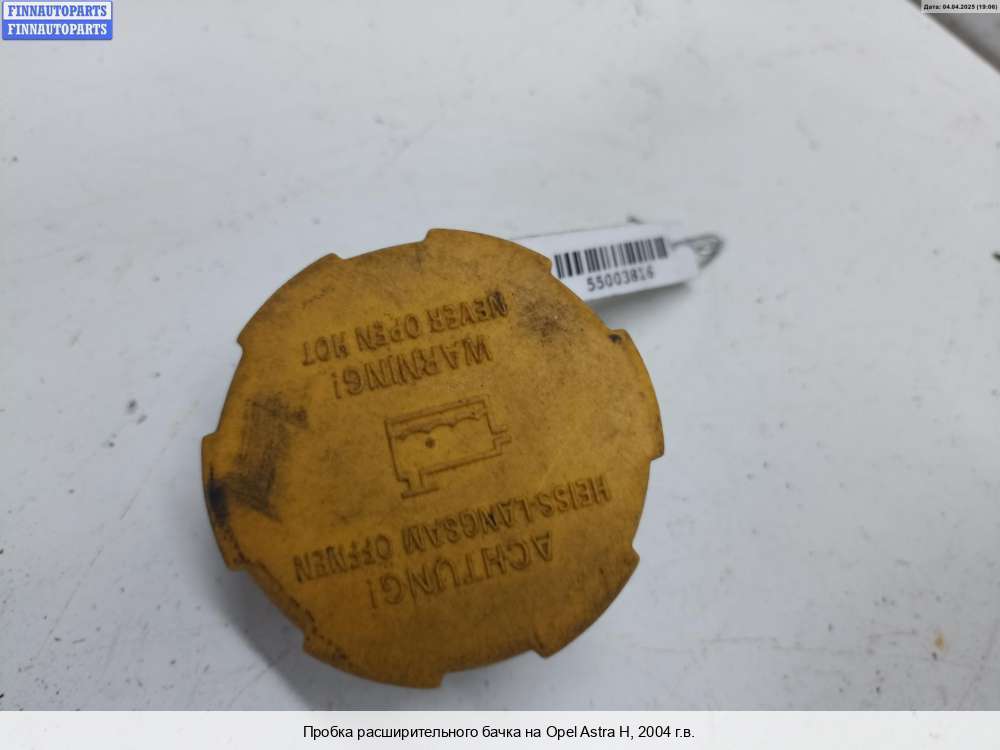 FINNAUTOPARTS
FINNAUTOPARTS
Дата: 04.04.2025 (19:06)
55003816
ACHTUNG!
HEISS-LANGSAM ÖFFNEN
WARNING!
NEVER OPEN HOT
Пробка расширительного бачка на Opel Astra H, 2004 г.в.